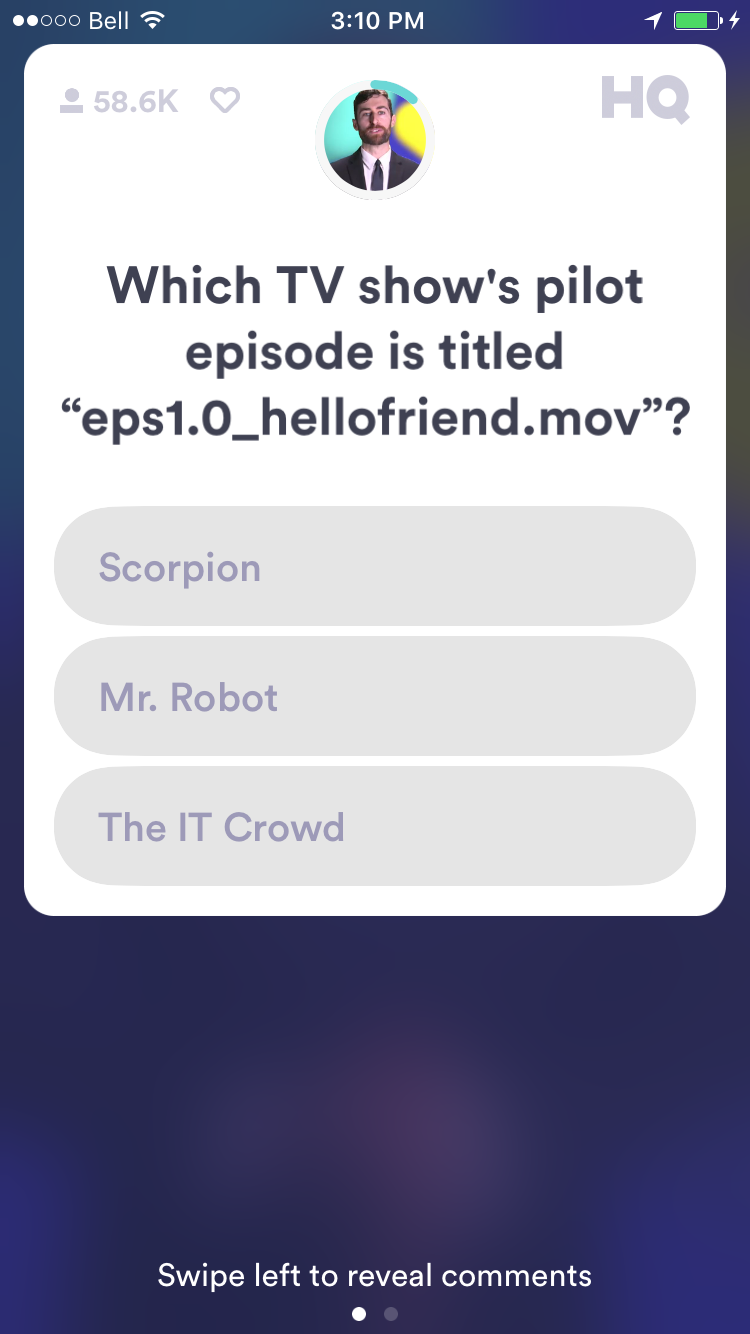 Bell 3:10 PM
58.6K HQ
Which TV show's pilot
episode is titled
“eps1.0_hellofriend.mov”?
Scorpion
Mr. Robot
The IT Crowd
Swipe left to reveal comments